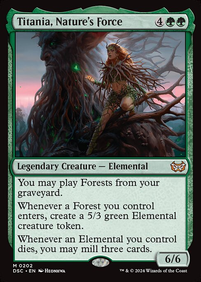 Titania, Nature's Force 4
Legendary Creature — Elemental
You may play Forests from your
graveyard.
Whenever a Forest you control
enters, create a 5/3 green Elemental
creature token.
Whenever an Elemental you control
dies, you may mill three cards.
6/6
M 0202
DSC • EN HEONHWA
™ & © 2024 Wizards of the Coast